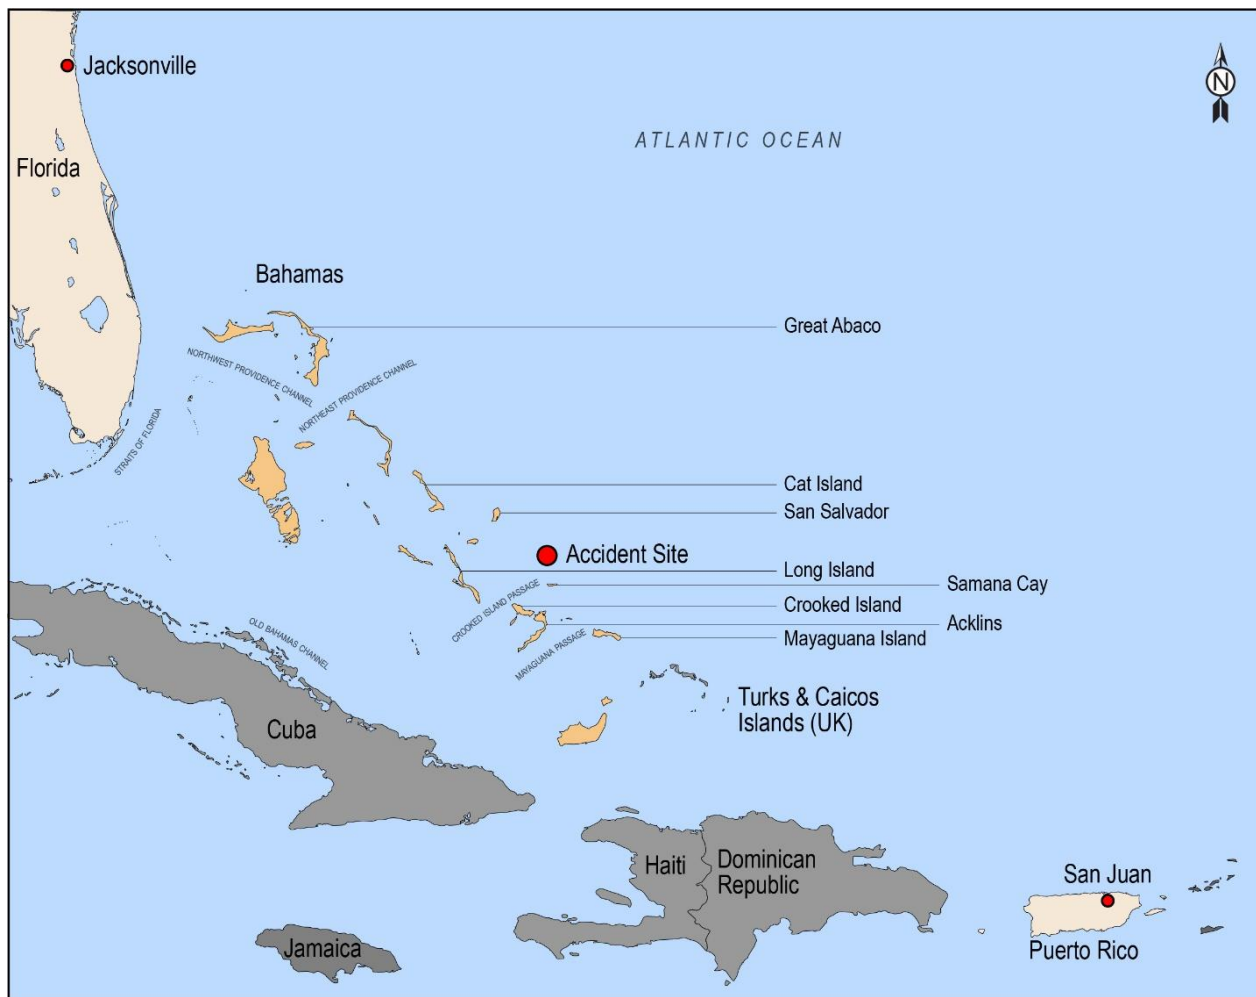 Jacksonville
N
ATLANTIC OCEAN
Florida
Bahamas
Great Abaco
NORTHWEST PROVIDENCE CHANNEL
NORTHEAST PROVIDENCE CHANNEL
STRAITS OF FLORIDA
Cat Island
San Salvador
Accident Site
Long Island
Samana Cay
CROOKED ISLAND PASSAGE
Crooked Island
Acklins
MAYAGUANA PASSAGE
Mayaguana Island
OLD BAHAMAS CHANNEL
Turks & Caicos
Islands (UK)
Cuba
Haiti
Dominican
Republic
San Juan
Jamaica
Puerto Rico